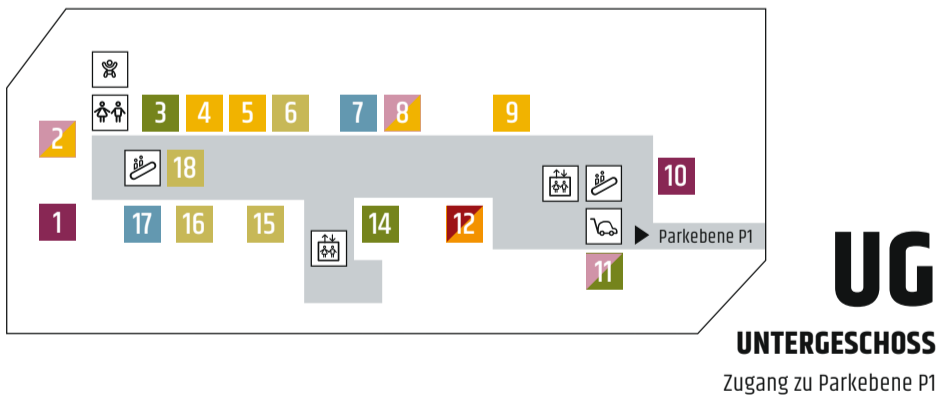 3 4 5 6 7 8 9
2
18
10
1 17 16 15 14 12
Parkebene P1
11
UG
UNTERGESCHOSS
Zugang zu Parkebene P1